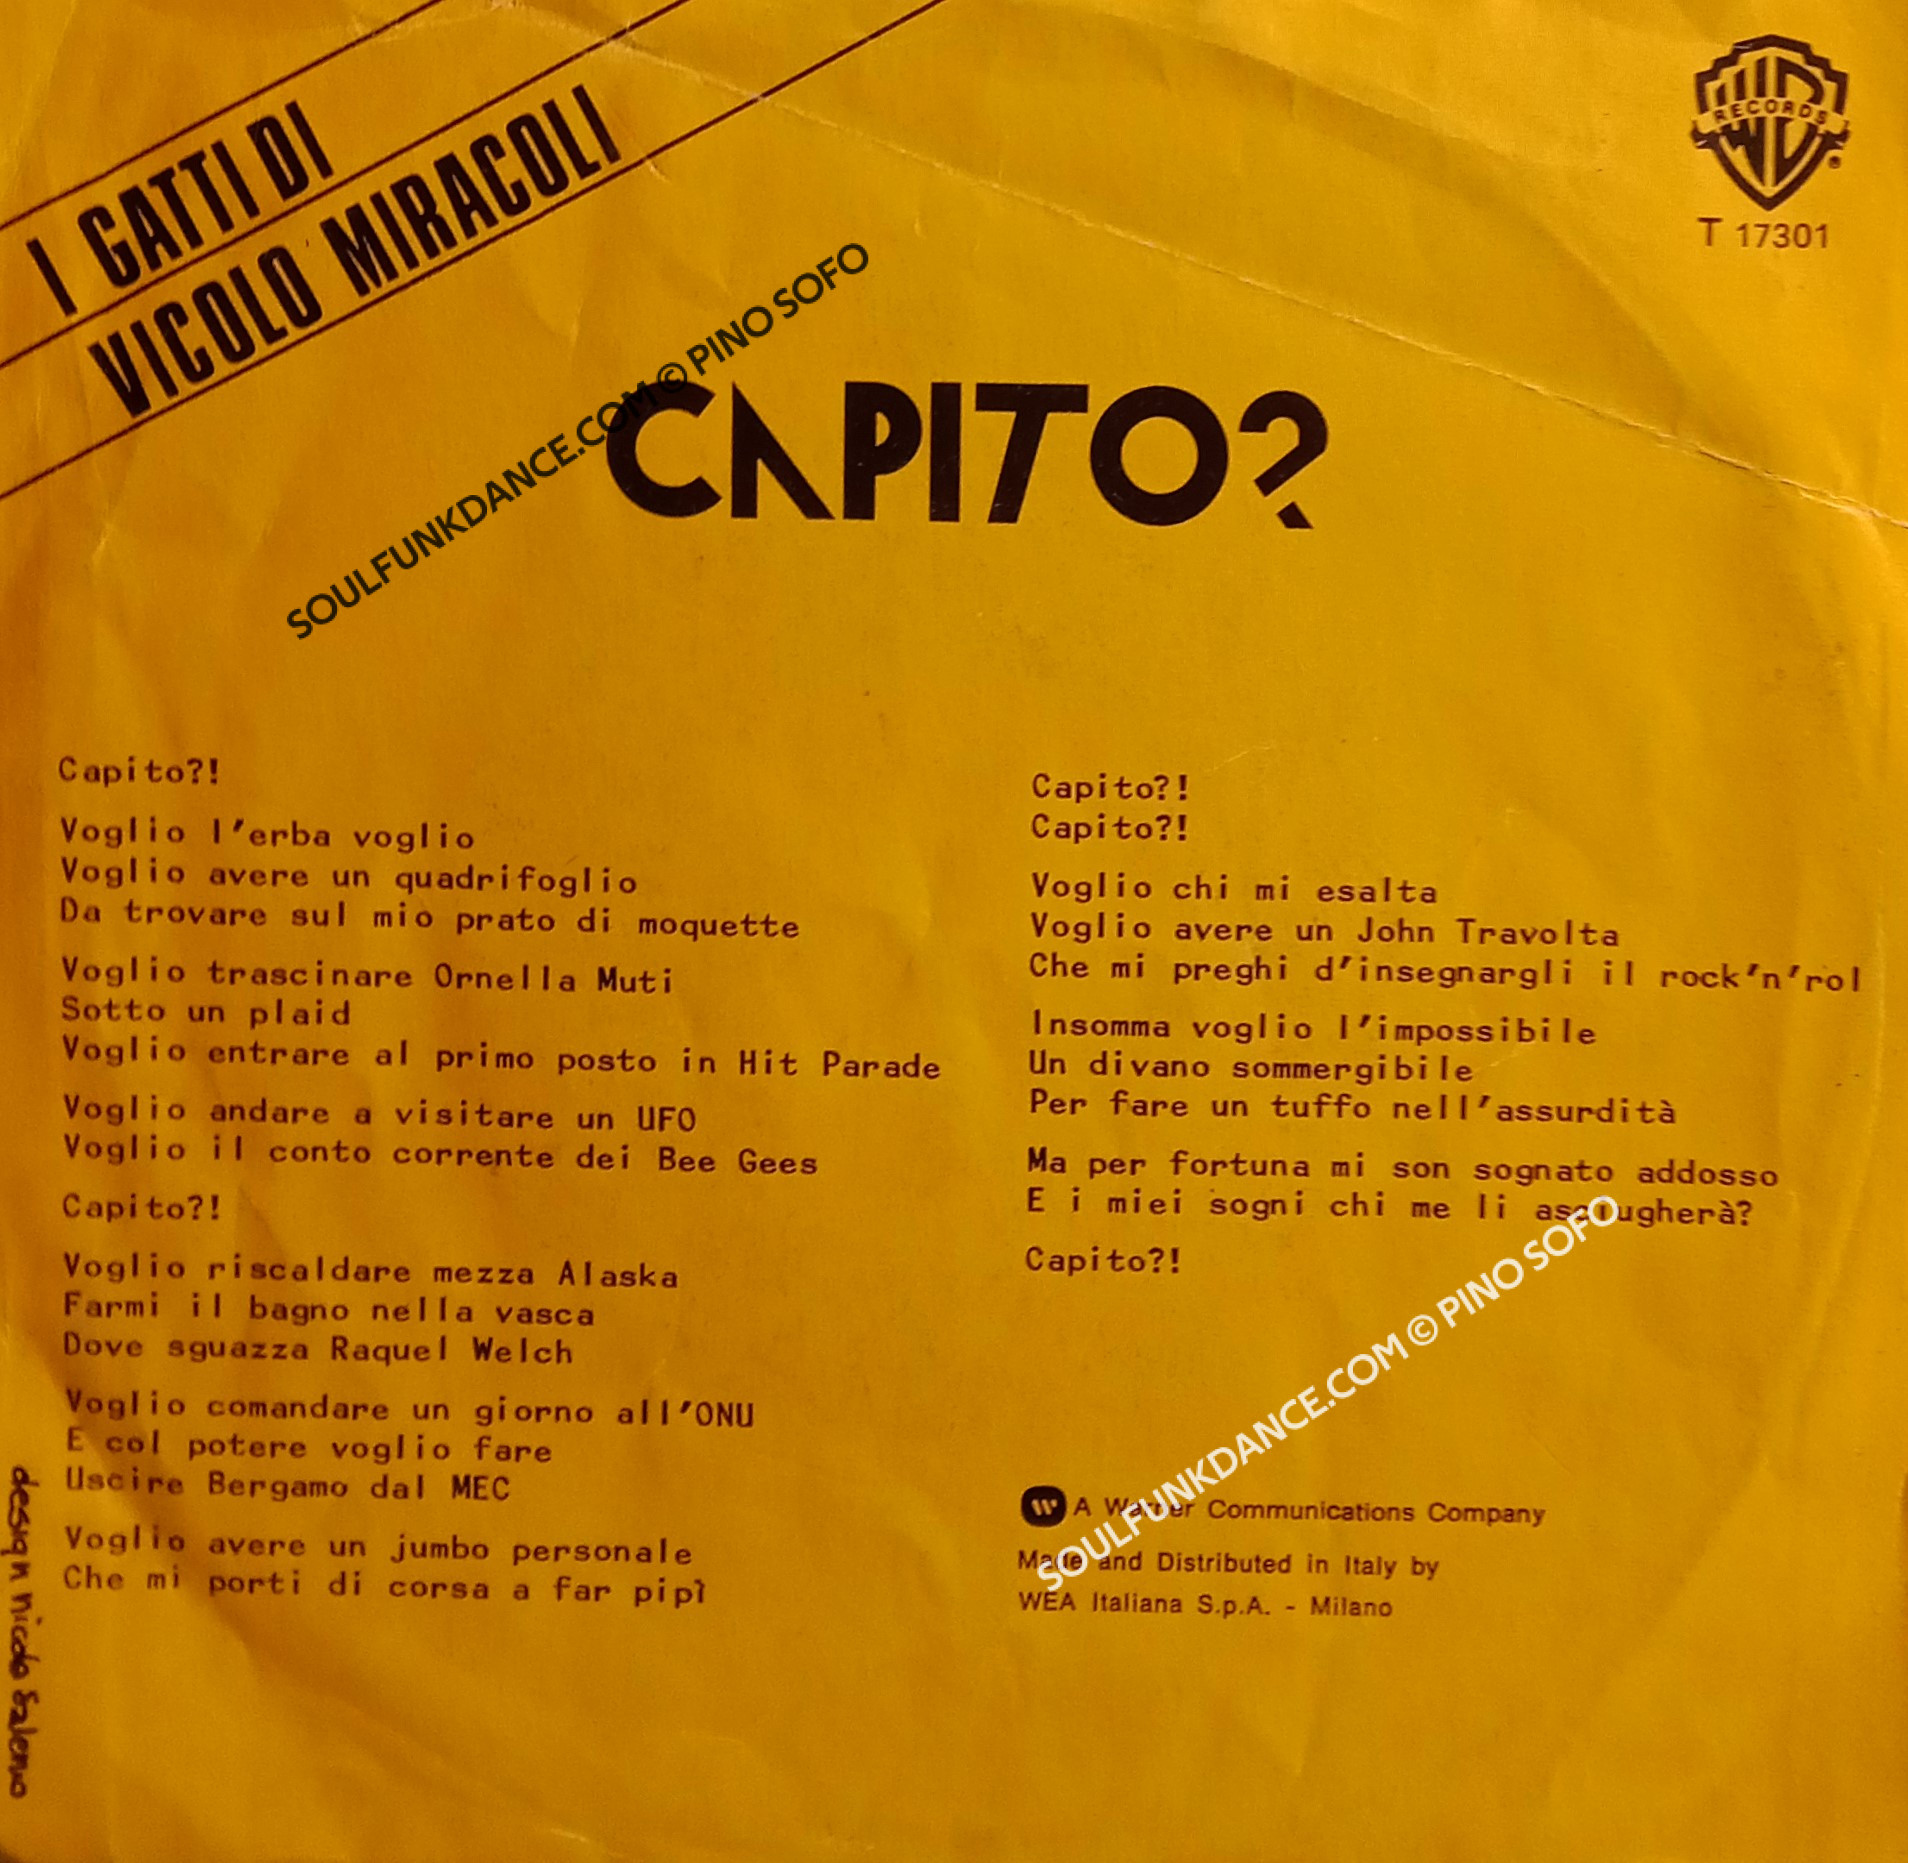 I GATTI DI
VICOLO MIRACOLI
WB
RECORDS
T 17301
CAPITO?
SOULFUNKDANCE.COM © PINO SOFO
Capito?!
Voglio l'erba voglio
Voglio avere un quadrifoglio
Da trovare sul mio prato di moquette
Voglio trascinare Ornella Muti
Sotto un plaid
Voglio entrare al primo posto in Hit Parade
Voglio andare a visitare un UFO
Voglio il conto corrente dei Bee Gees
Capito?!
Voglio riscaldare mezza Alaska
Farmi il bagno nella vasca
Dove sguazza Raquel Welch
Voglio comandare un giorno all'ONU
E col potere voglio fare
Uscire Bergamo dal MEC
Voglio avere un jumbo personale
Che mi porti di corsa a far pipì
Capito?!
Capito?!
Voglio chi mi esalta
Voglio avere un John Travolta
Che mi preghi d'insegnargli il rock'n'rol
Insomma voglio l'impossibile
Un divano sommergibile
Per fare un tuffo nell'assurdità
Ma per fortuna mi son sognato addosso
E i miei sogni chi me li asciugherà?
Capito?!
SOULFUNKDANCE.COM © PINO SOFO
A Warner Communications Company
Made and Distributed in Italy by
WEA Italiana S.p.A. - Milano
design nicola salerno